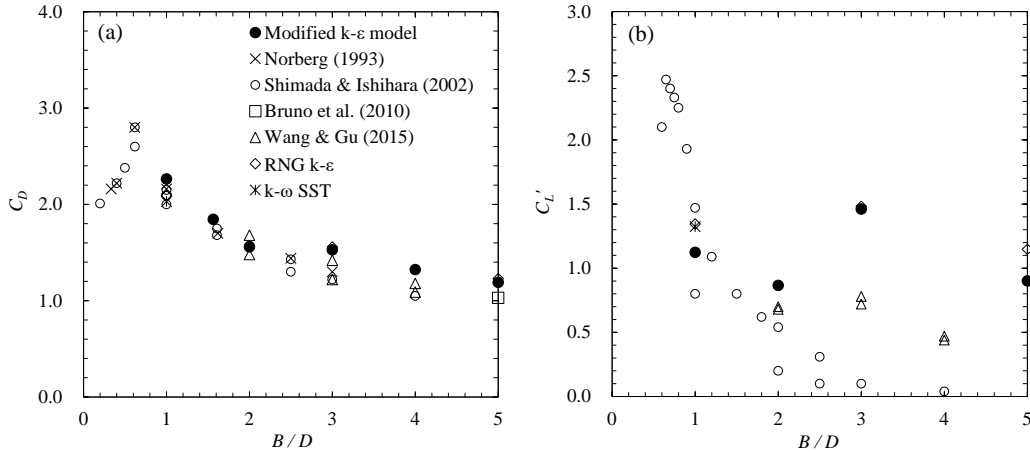 (a)
Modified k-ε model
Norberg (1993)
Shimada & Ishihara (2002)
Bruno et al. (2010)
Wang & Gu (2015)
RNG k-ε
k-ω SST
4.0
3.0
2.0
1.0
0.0
C_D
0 1 2 3 4 5
B / D
(b)
3.0
2.5
2.0
1.5
1.0
0.5
0.0
C_L'
0 1 2 3 4 5
B / D